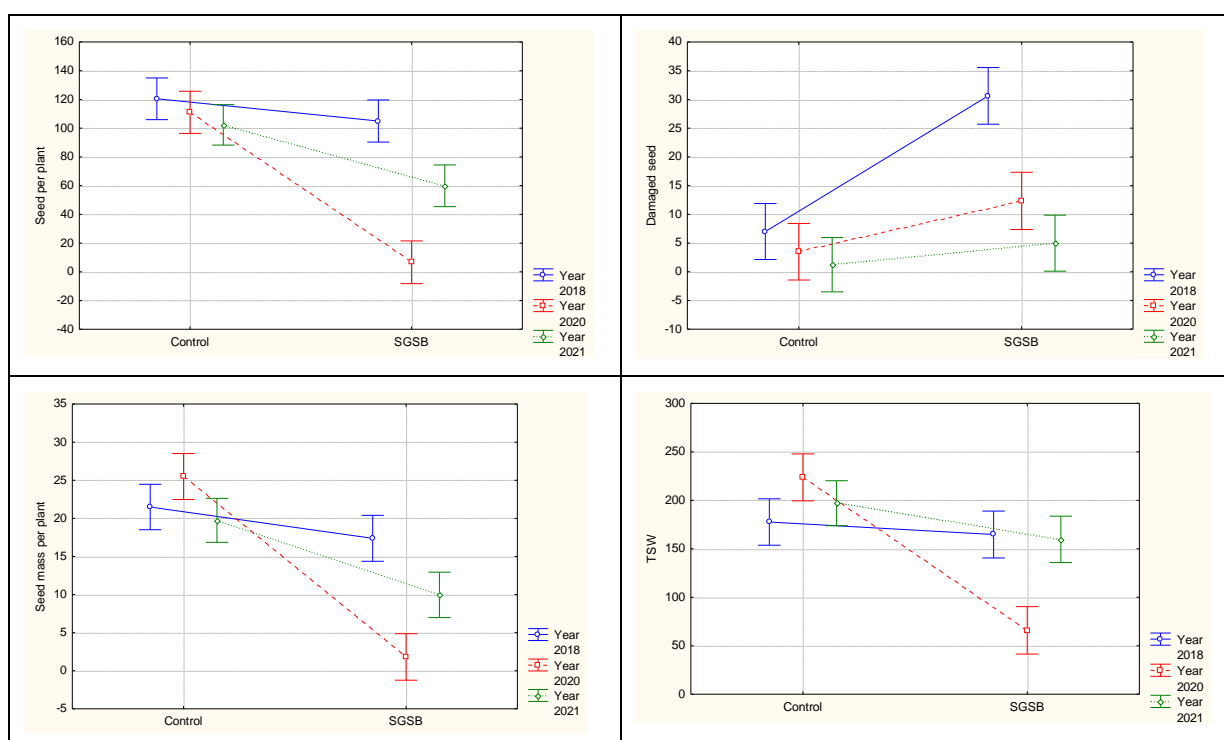 160
140
120
100
80
60
40
20
0
-20
-40
Seed per plant
Control
SGSB
Year
2018
Year
2020
Year
2021
40
35
30
25
20
15
10
5
0
-5
-10
Damaged seed
Control
SGSB
Year
2018
Year
2020
Year
2021
35
30
25
20
15
10
5
0
-5
Seed mass per plant
Control
SGSB
Year
2018
Year
2020
Year
2021
300
250
200
150
100
50
0
TSW
Control
SGSB
Year
2018
Year
2020
Year
2021